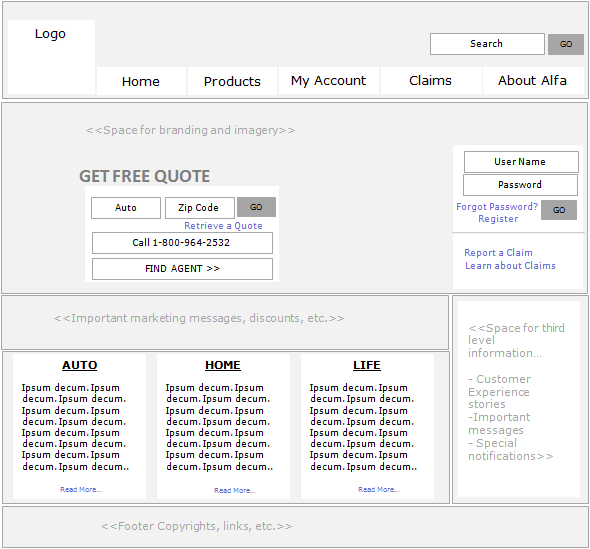 Logo
Search
GO
Home
Products
My Account
Claims
About Alfa
<<Space for branding and imagery>>
GET FREE QUOTE
Auto
Zip Code
GO
Retrieve a Quote
Call 1-800-964-2532
FIND AGENT >>
User Name
Password
Forgot Password?
Register
GO
Report a Claim
Learn about Claims
<<Important marketing messages, discounts, etc.>>
AUTO
Ipsum decum.Ipsum
decum.Ipsum decum.
Ipsum decum.Ipsum
decum.Ipsum decum.
Ipsum decum.Ipsum
decum.Ipsum decum.
Ipsum decum.Ipsum
decum.Ipsum decum..
Read More...
HOME
Ipsum decum.Ipsum
decum.Ipsum decum.
Ipsum decum.Ipsum
decum.Ipsum decum.
Ipsum decum.Ipsum
decum.Ipsum decum.
Ipsum decum.Ipsum
decum.Ipsum decum..
Read More...
LIFE
Ipsum decum.Ipsum
decum.Ipsum decum.
Ipsum decum.Ipsum
decum.Ipsum decum.
Ipsum decum.Ipsum
decum.Ipsum decum.
Ipsum decum.Ipsum
decum.Ipsum decum..
Read More...
<<Space for third
level
information...
- Customer
Experience
stories
-Important
messages
- Special
notifications>>
<<Footer Copyrights, links, etc.>>